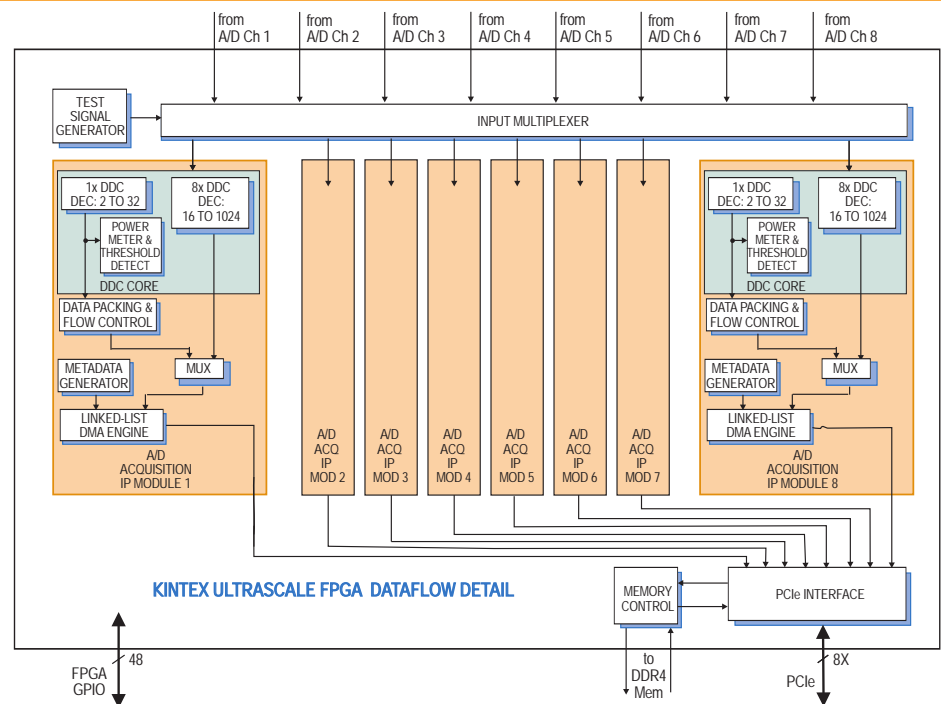 from A/D Ch 1
from A/D Ch 2
from A/D Ch 3
from A/D Ch 4
from A/D Ch 5
from A/D Ch 6
from A/D Ch 7
from A/D Ch 8
TEST
SIGNAL
GENERATOR
INPUT MULTIPLEXER
1x DDC
DEC: 2 TO 32
8x DDC
DEC:
16 TO 1024
POWER
METER &
THRESHOLD
DETECT
DDC CORE
DATA PACKING &
FLOW CONTROL
METADATA
GENERATOR
MUX
LINKED-LIST
DMA ENGINE
A/D
ACQUISITION
IP MODULE 1
A/D
ACQ
IP
MOD 2
A/D
ACQ
IP
MOD 3
A/D
ACQ
IP
MOD 4
A/D
ACQ
IP
MOD 5
A/D
ACQ
IP
MOD 6
A/D
ACQ
IP
MOD 7
1x DDC
DEC: 2 TO 32
8x DDC
DEC:
16 TO 1024
POWER
METER &
THRESHOLD
DETECT
DDC CORE
DATA PACKING &
FLOW CONTROL
METADATA
GENERATOR
MUX
LINKED-LIST
DMA ENGINE
A/D
ACQUISITION
IP MODULE 8
KINTEX ULTRASCALE FPGA DATAFLOW DETAIL
MEMORY
CONTROL
PCIe INTERFACE
48
FPGA
GPIO
to
DDR4
Mem
8X
PCIe